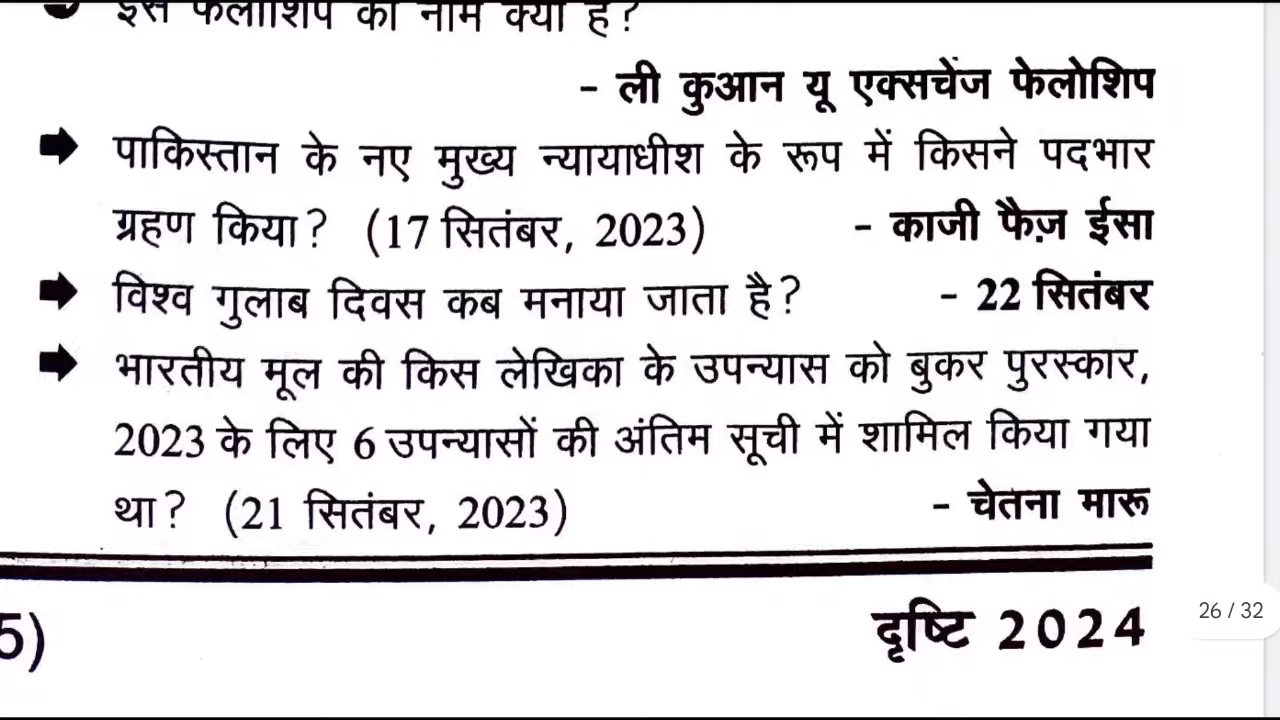 इस फेलोशिप का नाम क्या है?
- ली कुआन यू एक्सचेंज फेलोशिप
पाकिस्तान के नए मुख्य न्यायाधीश के रूप में किसने पदभार
ग्रहण किया? (17 सितंबर, 2023) - काजी फैज़ ईसा
विश्व गुलाब दिवस कब मनाया जाता है? - 22 सितंबर
भारतीय मूल की किस लेखिका के उपन्यास को बुकर पुरस्कार,
2023 के लिए 6 उपन्यासों की अंतिम सूची में शामिल किया गया
था? (21 सितंबर, 2023) - चेतना मारू
5) दृष्टि 2024 26 / 32